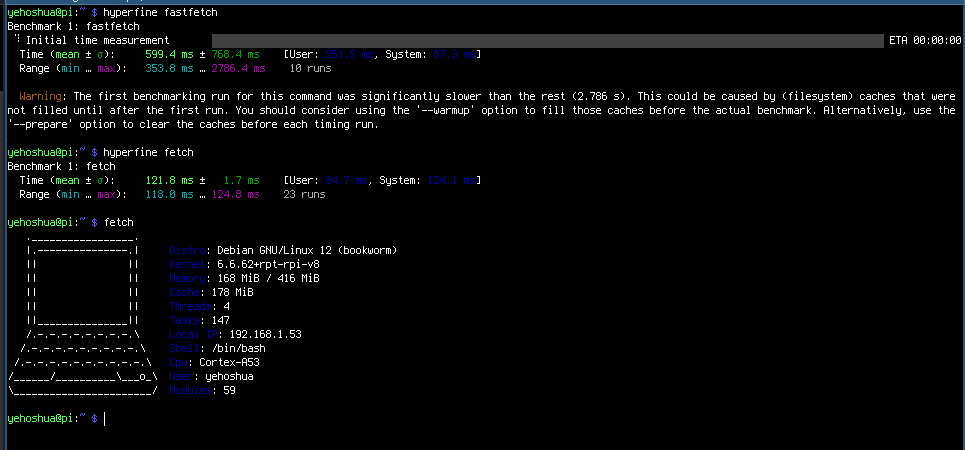 yehoshua@pi:~ $ hyperfine fastfetch
Benchmark 1: fastfetch
⠹ Initial time measurement ETA 00:00:00
Time (mean ± σ): 599.4 ms ± 768.4 ms [User: 251.5 ms, System: 67.3 ms]
Range (min … max): 353.8 ms … 2786.4 ms 10 runs
Warning: The first benchmarking run for this command was significantly slower than the rest (2.786 s). This could be caused by (filesystem) caches that were
not filled until after the first run. You should consider using the '--warmup' option to fill those caches before the actual benchmark. Alternatively, use the
'--prepare' option to clear the caches before each timing run.
yehoshua@pi:~ $ hyperfine fetch
Benchmark 1: fetch
Time (mean ± σ): 121.8 ms ± 1.7 ms [User: 64.7 ms, System: 124.1 ms]
Range (min … max): 118.0 ms … 124.8 ms 23 runs
yehoshua@pi:~ $ fetch
Distro: Debian GNU/Linux 12 (bookworm)
Kernel: 6.6.62+rpt-rpi-v8
Memory: 168 MiB / 416 MiB
Cache: 178 MiB
Threads: 4
Tasks: 147
Local IP: 192.168.1.53
Shell: /bin/bash
Cpu: Cortex-A53
User: yehoshua
Modules: 59
yehoshua@pi:~ $